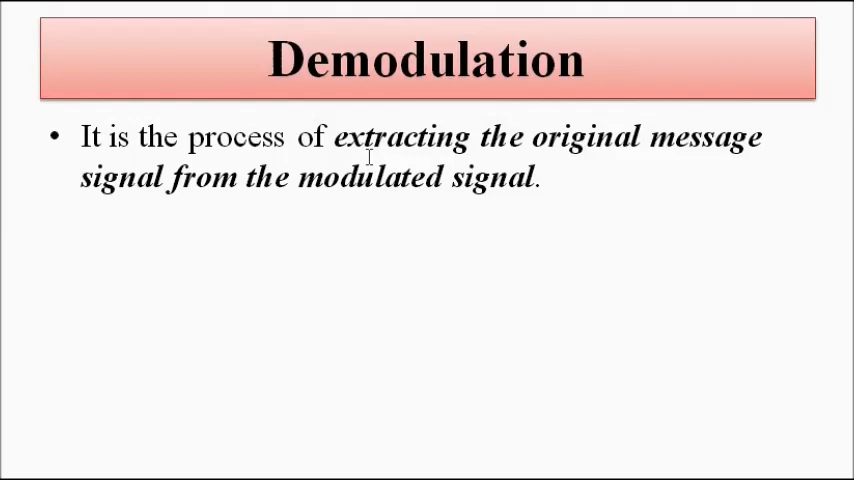 Demodulation
• It is the process of extracting the original message
signal from the modulated signal.